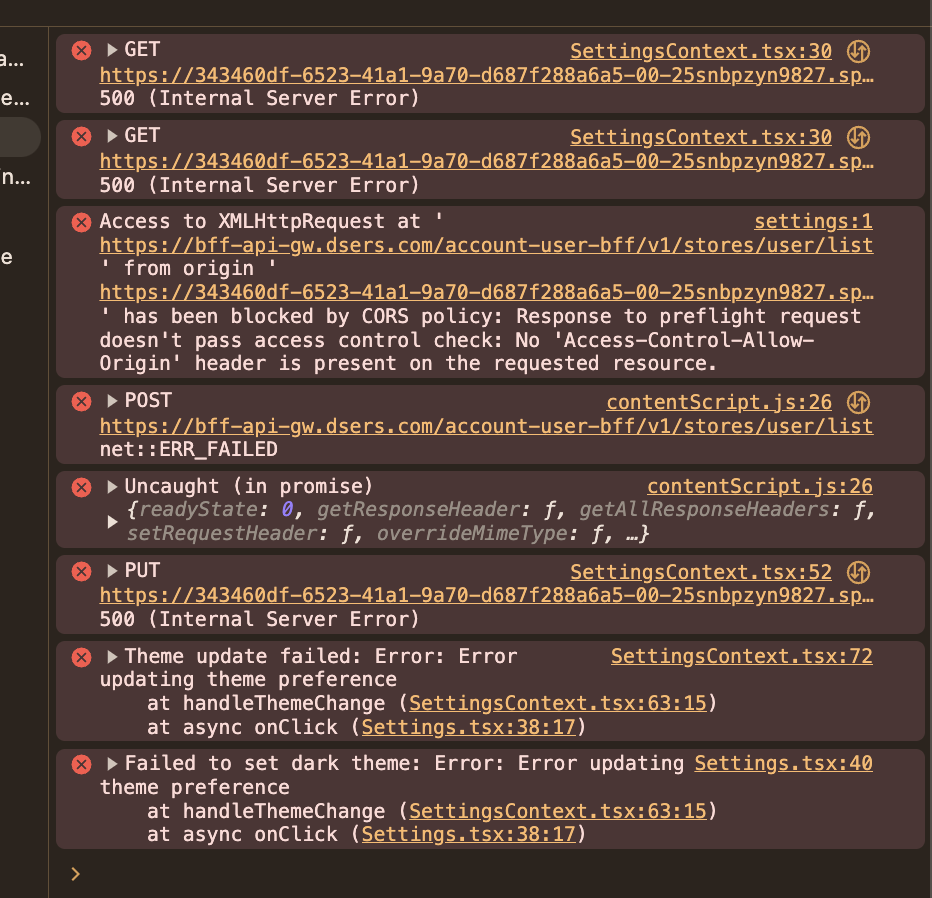 a...
e...
'n...
e
GET SettingsContext.tsx:30
https://343460df-6523-41a1-9a70-d687f288a6a5-00-25snbpzyn9827.sp…
500 (Internal Server Error)
GET SettingsContext.tsx:30
https://343460df-6523-41a1-9a70-d687f288a6a5-00-25snbpzyn9827.sp…
500 (Internal Server Error)
Access to XMLHttpRequest at ' settings:1
https://bff-api-gw.dsers.com/account-user-bff/v1/stores/user/list
' from origin '
https://343460df-6523-41a1-9a70-d687f288a6a5-00-25snbpzyn9827.sp…
' has been blocked by CORS policy: Response to preflight request
doesn't pass access control check: No 'Access-Control-Allow-
Origin' header is present on the requested resource.
POST contentScript.js:26
https://bff-api-gw.dsers.com/account-user-bff/v1/stores/user/list
net::ERR_FAILED
Uncaught (in promise) contentScript.js:26
{readyState: 0, getResponseHeader: ƒ, getAllResponseHeaders: ƒ,
setRequestHeader: ƒ, overrideMimeType: ƒ, …}
PUT SettingsContext.tsx:52
https://343460df-6523-41a1-9a70-d687f288a6a5-00-25snbpzyn9827.sp…
500 (Internal Server Error)
Theme update failed: Error: Error SettingsContext.tsx:72
updating theme preference
at handleThemeChange (SettingsContext.tsx:63:15)
at async onClick (Settings.tsx:38:17)
Failed to set dark theme: Error: Error updating Settings.tsx:40
theme preference
at handleThemeChange (SettingsContext.tsx:63:15)
at async onClick (Settings.tsx:38:17)